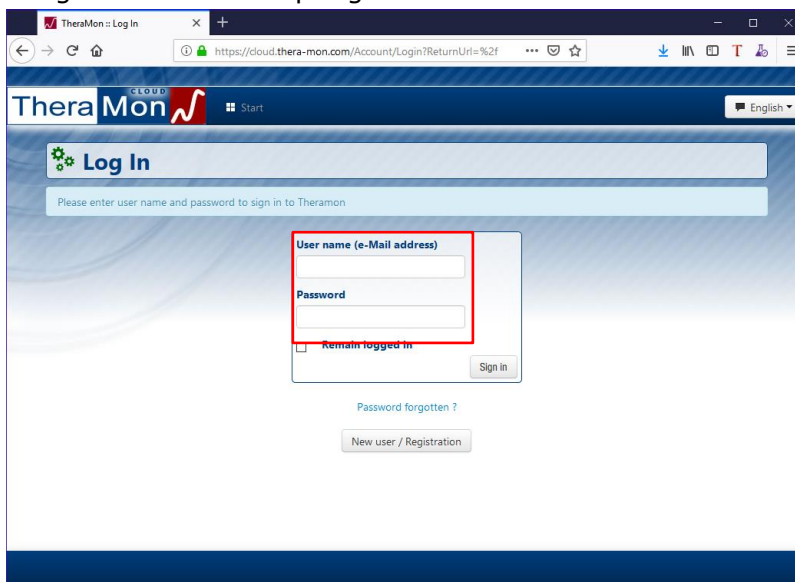 TheraMon :: Log In
https://cloud.thera-mon.com/Account/Login?ReturnUrl=%2f
TheraMon CLOUD
Start
English
Log In
Please enter user name and password to sign in to Theramon
User name (e-Mail address)
Password
Remain logged in
Sign in
Password forgotten ?
New user / Registration